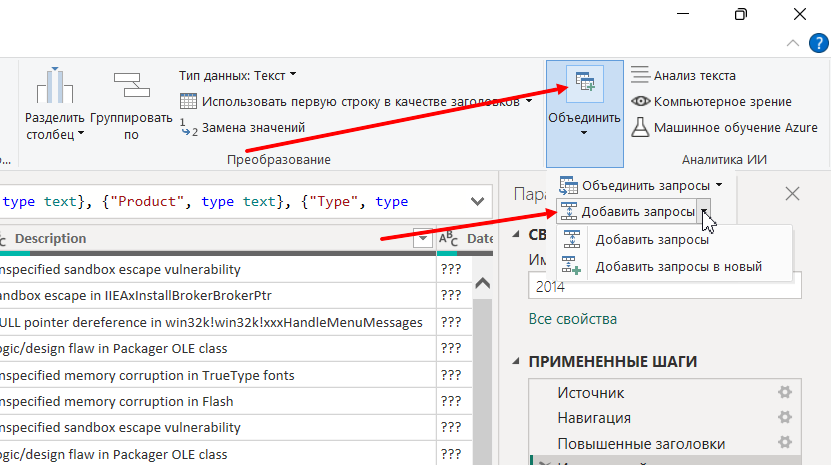 ?
Разделить
столбец
Группировать
по
Тип данных: Текст
Использовать первую строку в качестве заголовков
1
2
Замена значений
Преобразование
Объединить
Анализ текста
Компьютерное зрение
Машинное обучение Azure
Аналитика ИИ
Объединить запросы
Добавить запросы
Добавить запросы
Добавить запросы в новый
type text}, {"Product", type text}, {"Type", type
Пара
СВ
Им
2014
Все свойства
ПРИМЕНЕННЫЕ ШАГИ
Источник
Навигация
Повышенные заголовки
Description
ABC
Date
nspecified sandbox escape vulnerability
???
andbox escape in IIEAxInstallBrokerBrokerPtr
???
ULL pointer dereference in win32k!win32k!xxxHandleMenuMessages
???
ogic/design flaw in Packager OLE class
???
nspecified memory corruption in TrueType fonts
???
nspecified memory corruption in Flash
???
nspecified sandbox escape vulnerability
???
ogic/design flaw in Packager OLE class
???